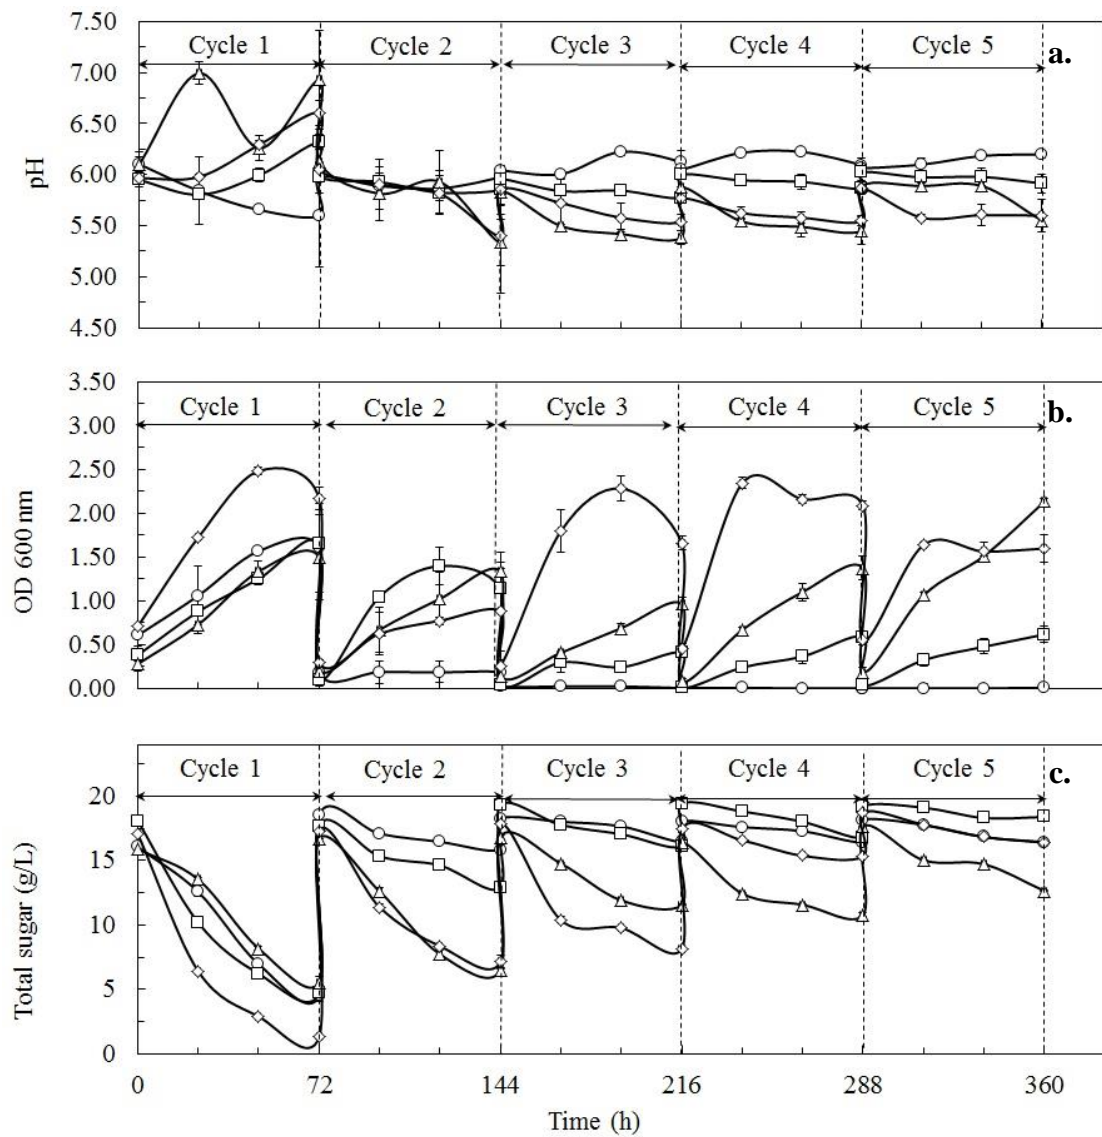 7.50
Cycle 1
Cycle 2
Cycle 3
Cycle 4
Cycle 5
a.
7.00
6.50
6.00
5.50
5.00
4.50
pH
3.50
Cycle 1
Cycle 2
Cycle 3
Cycle 4
Cycle 5
b.
3.00
2.50
2.00
1.50
1.00
0.50
0.00
OD 600 nm
Cycle 1
Cycle 2
Cycle 3
Cycle 4
Cycle 5
c.
20
15
10
5
0
Total sugar (g/L)
0 72 144 216 288 360
Time (h)